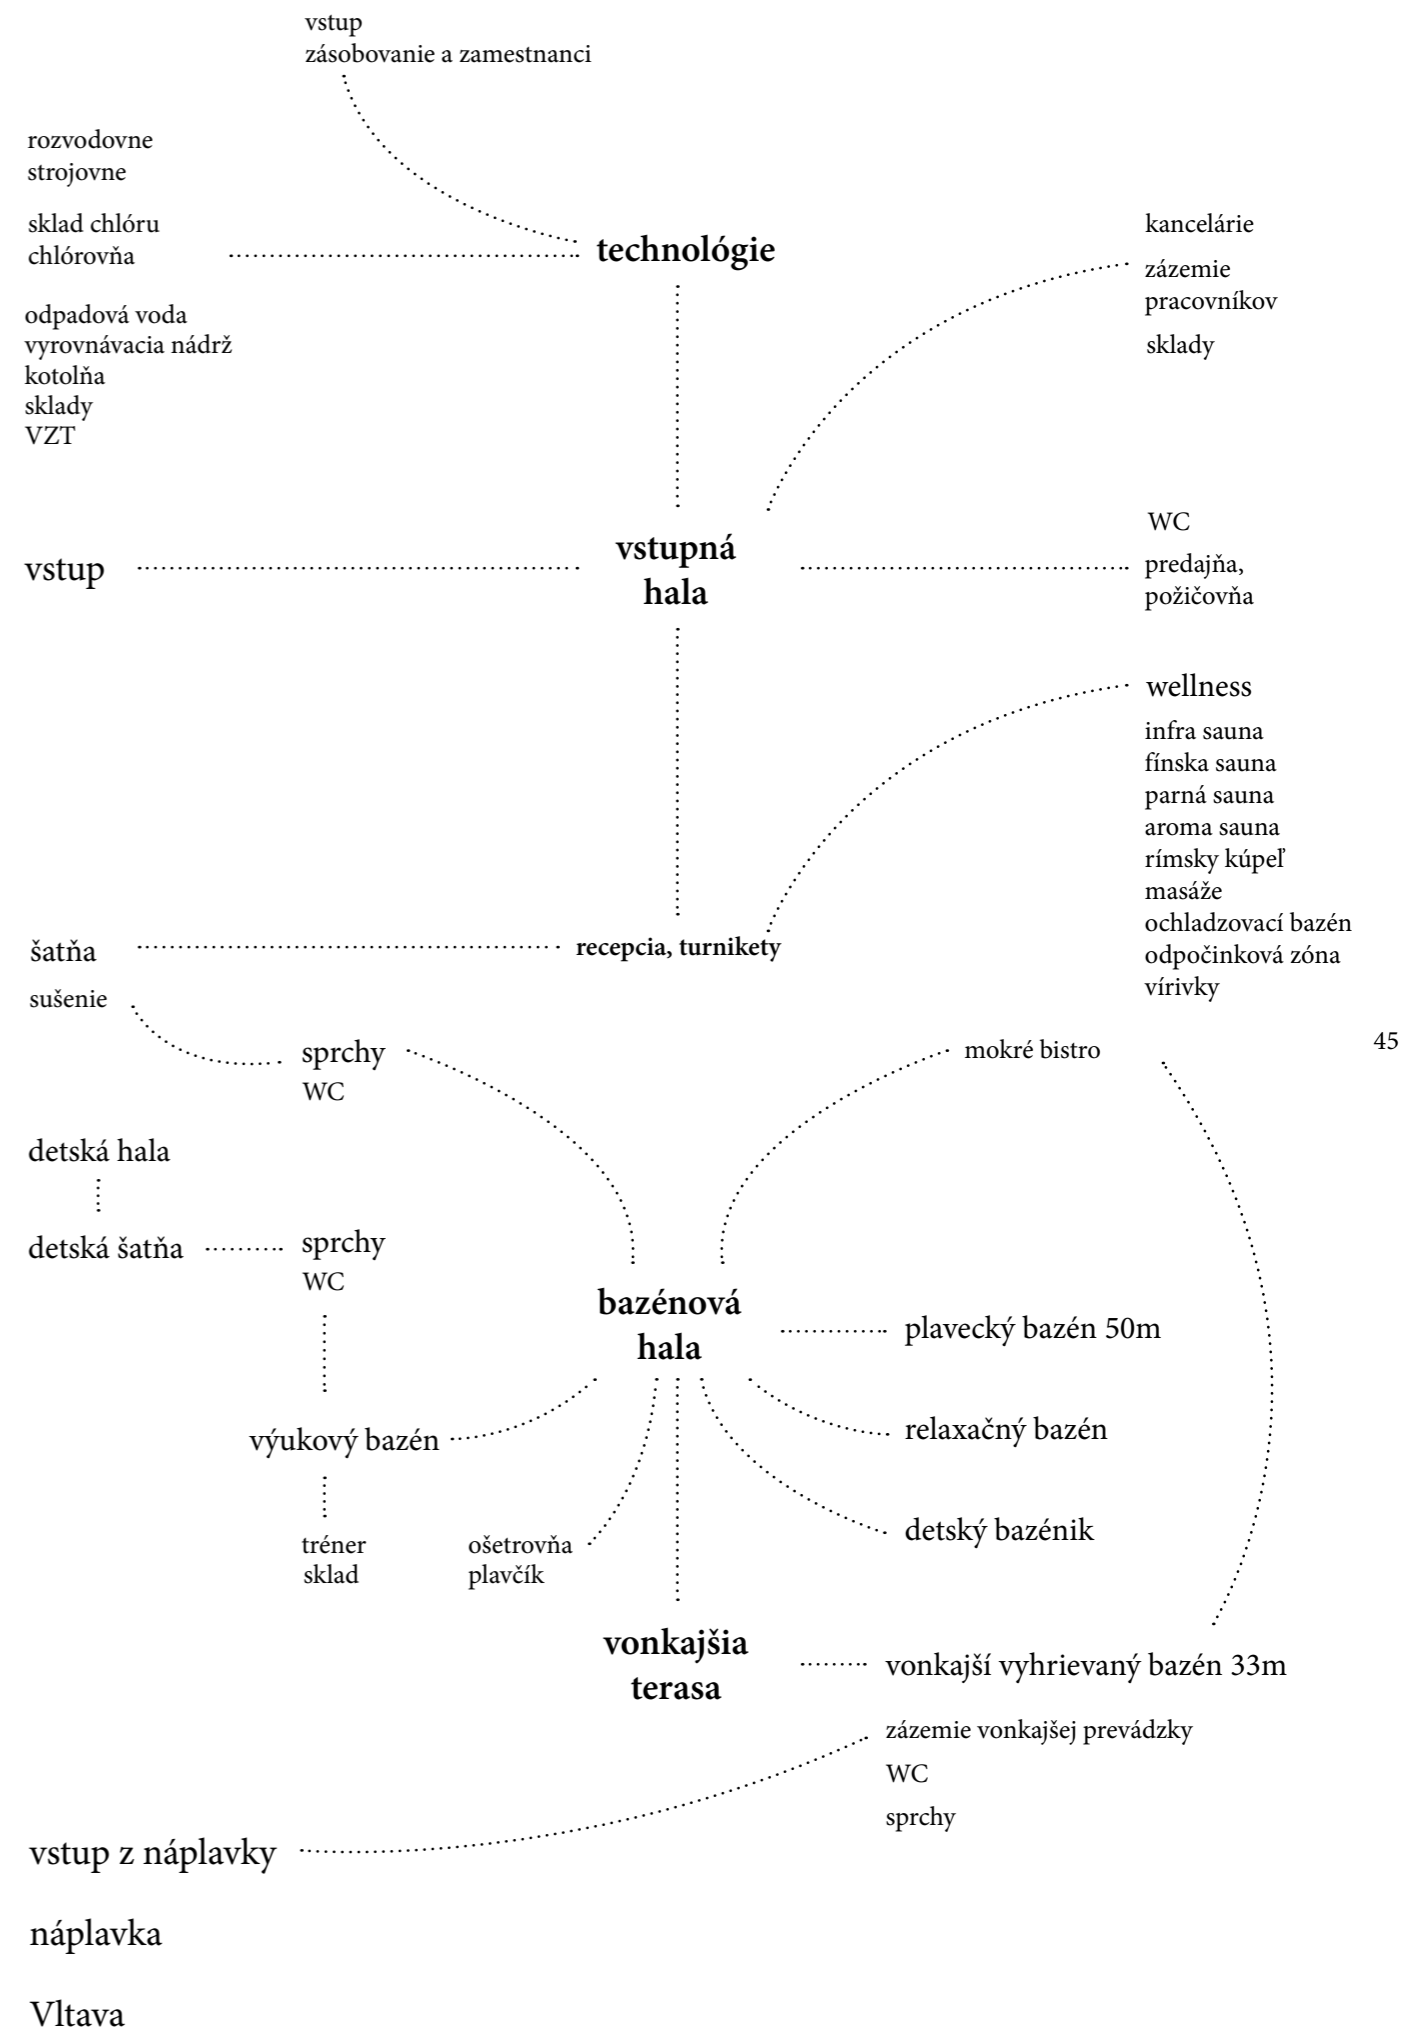 vstup
zásobovanie a zamestnanci
rozvodovne
strojovne
sklad chlóru
chlórovňa
technológie
kancelárie
zázemie
pracovníkov
sklady
odpadová voda
vyrovnávacia nádrž
kotolňa
sklady
VZT
vstup
vstupná
hala
WC
predajňa,
požičovňa
wellness
infra sauna
fínska sauna
parná sauna
aroma sauna
rímsky kúpeľ
masáže
ochladzovací bazén
odpočinková zóna
vírivky
šatňa
recepcia, turnikety
sušenie
sprchy
WC
mokré bistro
45
detská hala
detská šatňa
sprchy
WC
bazénová
hala
plavecký bazén 50m
výukový bazén
relaxačný bazén
detský bazénik
tréner
sklad
ošetrovňa
plavčík
vonkajšia
terasa
vonkajší vyhrievaný bazén 33m
zázemie vonkajšej prevádzky
WC
sprchy
vstup z náplavky
náplavka
Vltava